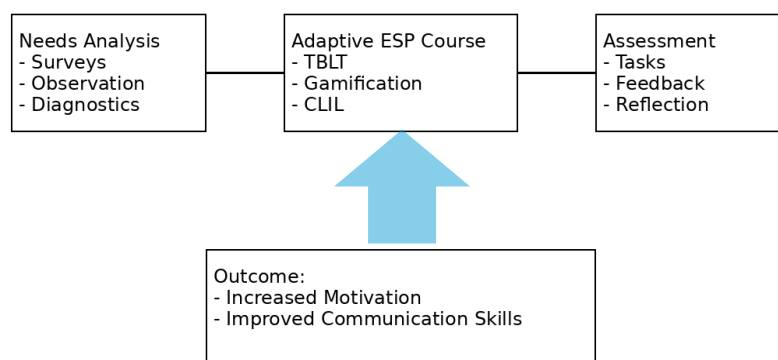 Needs Analysis
- Surveys
- Observation
- Diagnostics
Adaptive ESP Course
- TBLT
- Gamification
- CLIL
Assessment
- Tasks
- Feedback
- Reflection
Outcome:
- Increased Motivation
- Improved Communication Skills